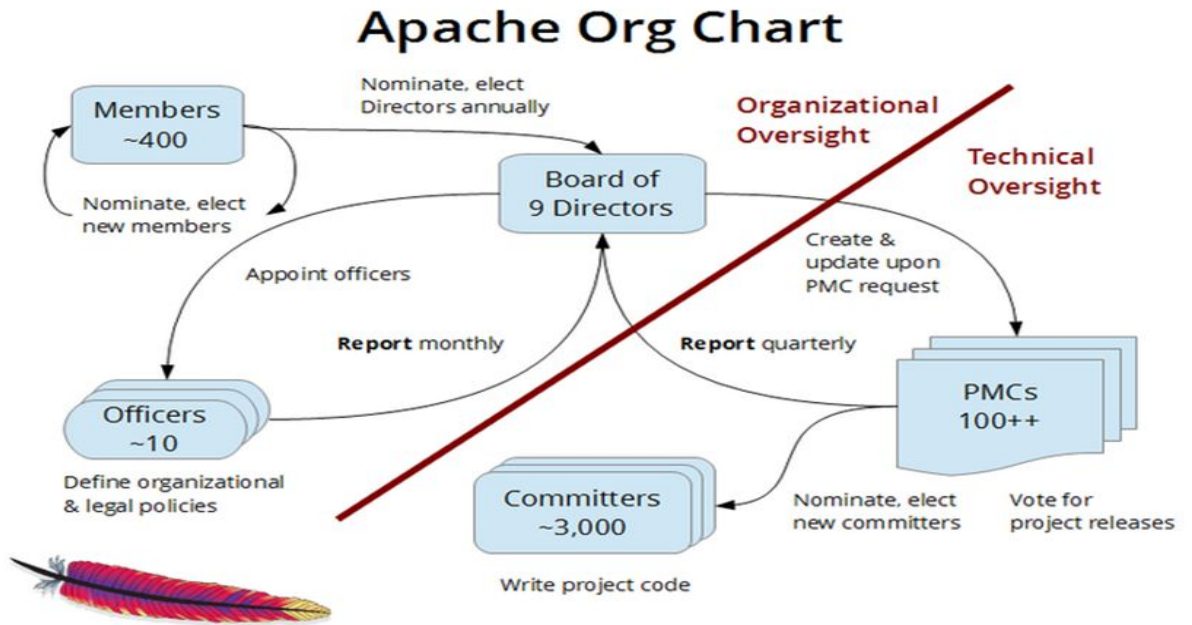 Apache Org Chart
Members
~400
Nominate, elect
Directors annually
Organizational
Oversight
Technical
Oversight
Board of
9 Directors
Nominate, elect
new members
Create &
update upon
PMC request
Appoint officers
Report monthly
Report quarterly
Officers
~10
PMCs
100++
Define organizational
& legal policies
Committers
~3,000
Nominate, elect
new committers
Vote for
project releases
Write project code